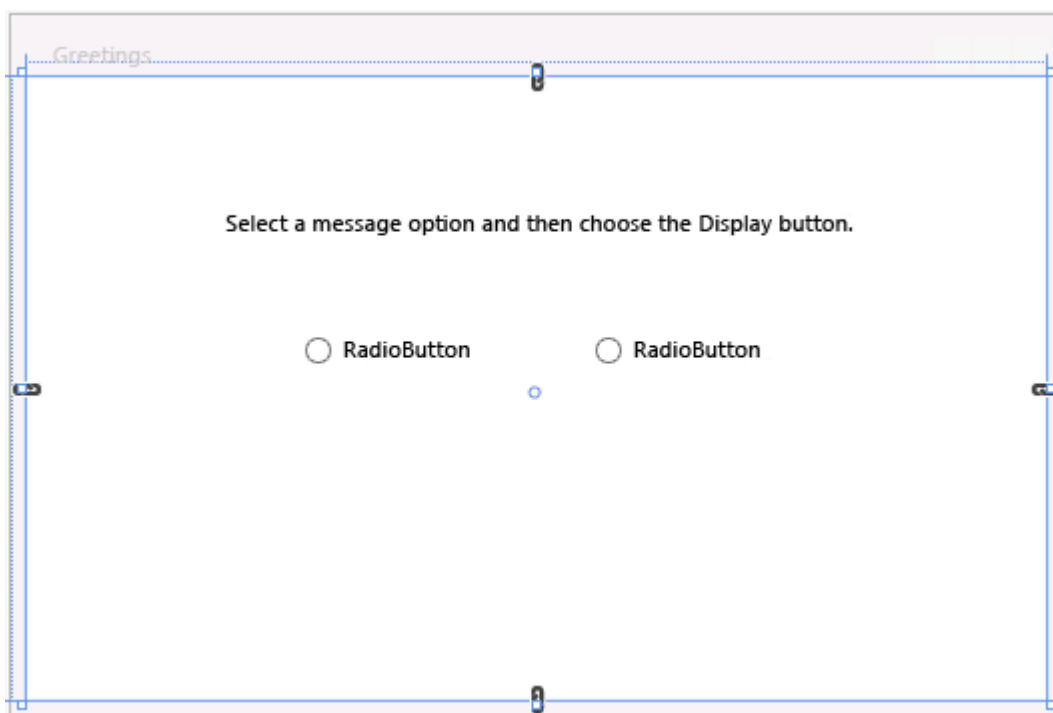 Greetings
Select a message option and then choose the Display button.
RadioButton RadioButton